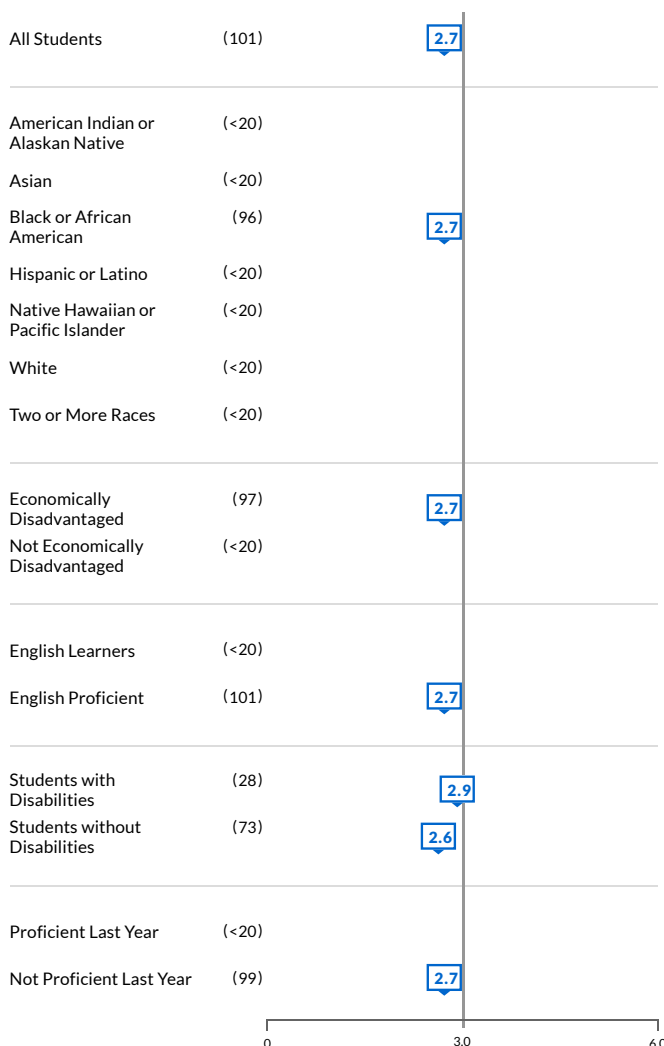 All Students (101) 2.7
American Indian or (<20)
Alaskan Native
Asian (<20)
Black or African (96) 2.7
American
Hispanic or Latino (<20)
Native Hawaiian or (<20)
Pacific Islander
White (<20)
Two or More Races (<20)
Economically (97) 2.7
Disadvantaged
Not Economically (<20)
Disadvantaged
English Learners (<20)
English Proficient (101) 2.7
Students with (28) 2.9
Disabilities
Students without (73) 2.6
Disabilities
Proficient Last Year (<20)
Not Proficient Last Year (99) 2.7
0 3.0 6.0